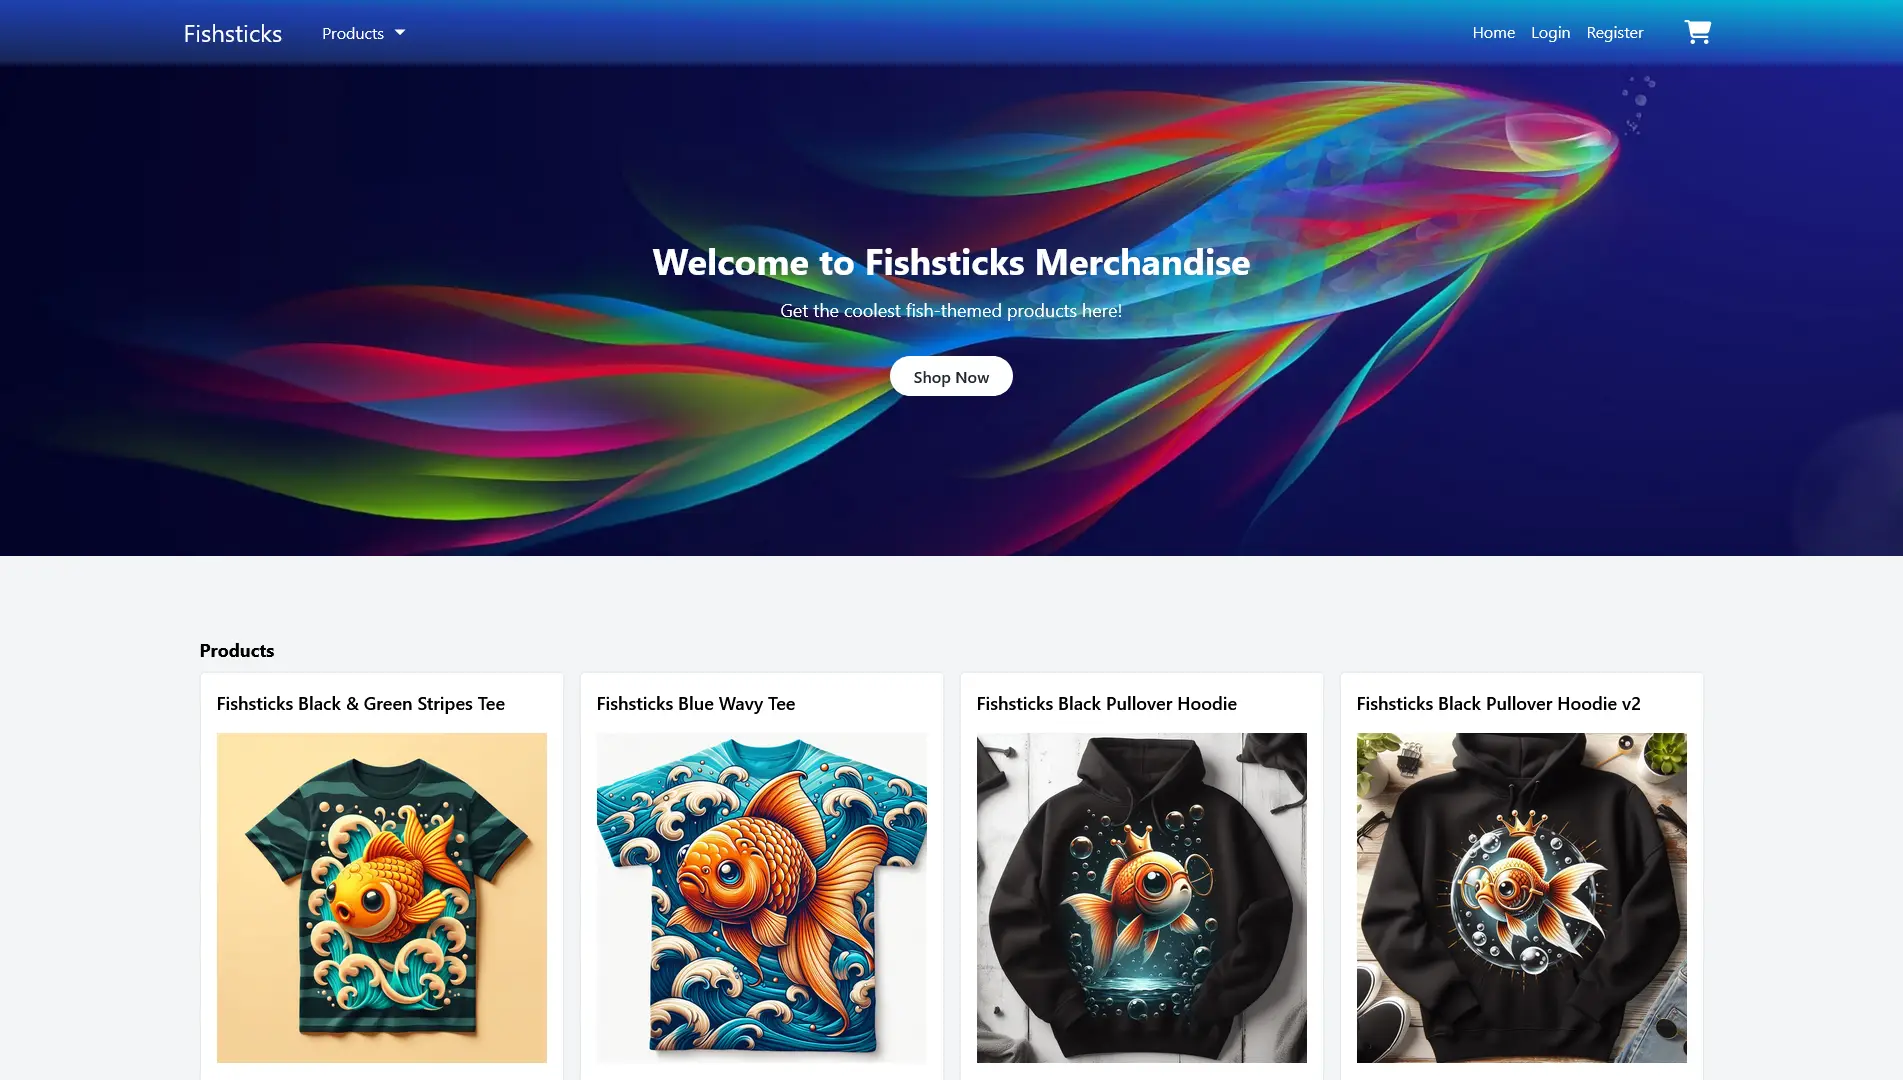 Fishsticks
Products
Home
Login
Register
Welcome to Fishsticks Merchandise
Get the coolest fish-themed products here!
Shop Now
Products
Fishsticks Black & Green Stripes Tee
Fishsticks Blue Wavy Tee
Fishsticks Black Pullover Hoodie
Fishsticks Black Pullover Hoodie v2